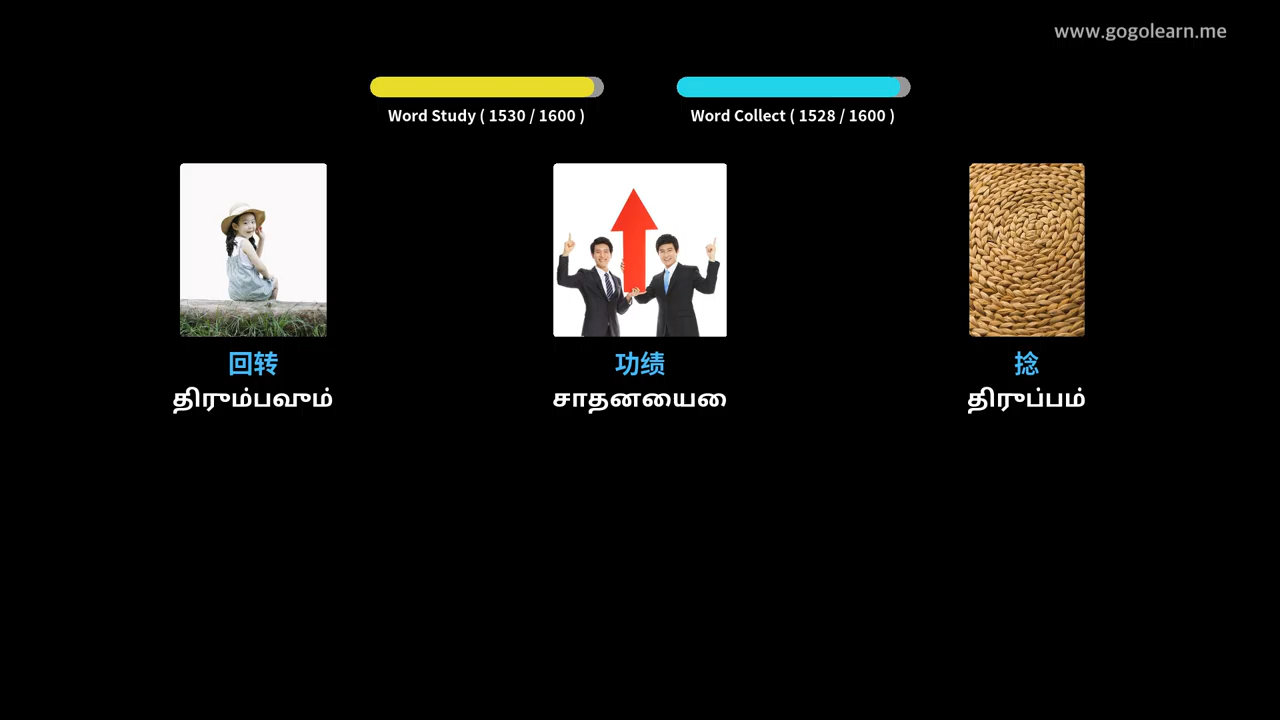 www.gogolearn.me
Word Study ( 1530 / 1600 )
Word Collect ( 1528 / 1600 )
回转
功绩
捻
திரும்பவும்
சாதனையை
திருப்பம்